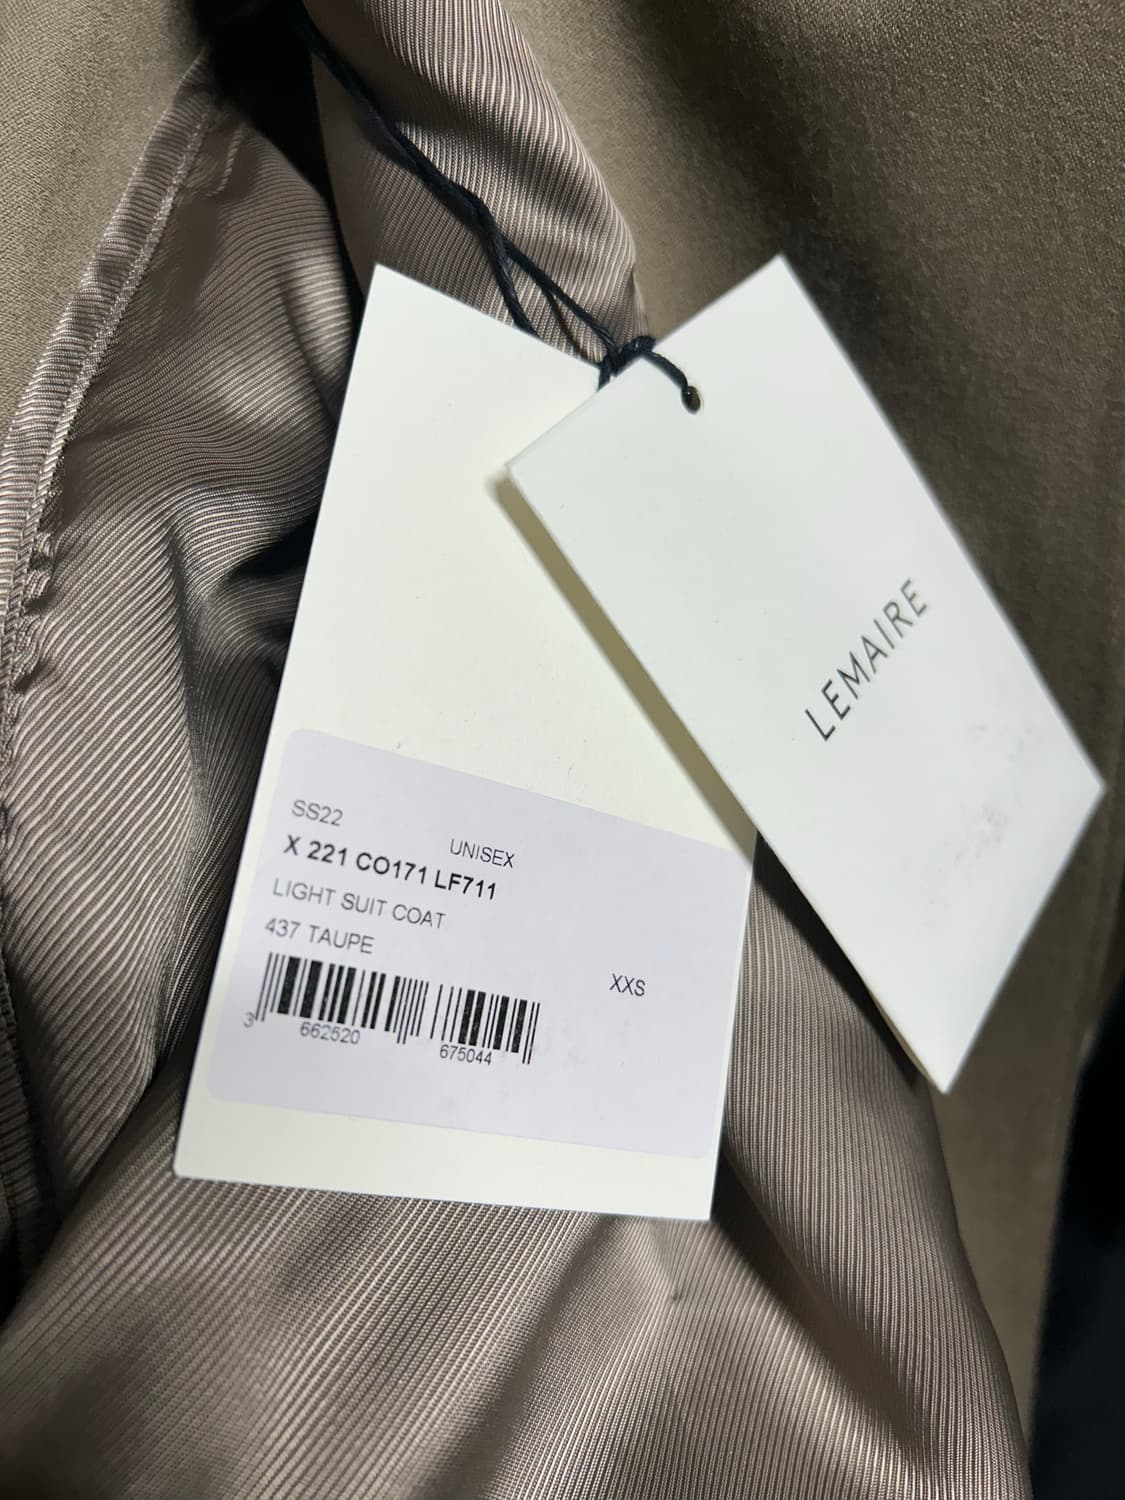 LEMAIRE
SS22
UNISEX
X 221 CO171 LF711
LIGHT SUIT COAT
437 TAUPE
XXS
3 662520 675044